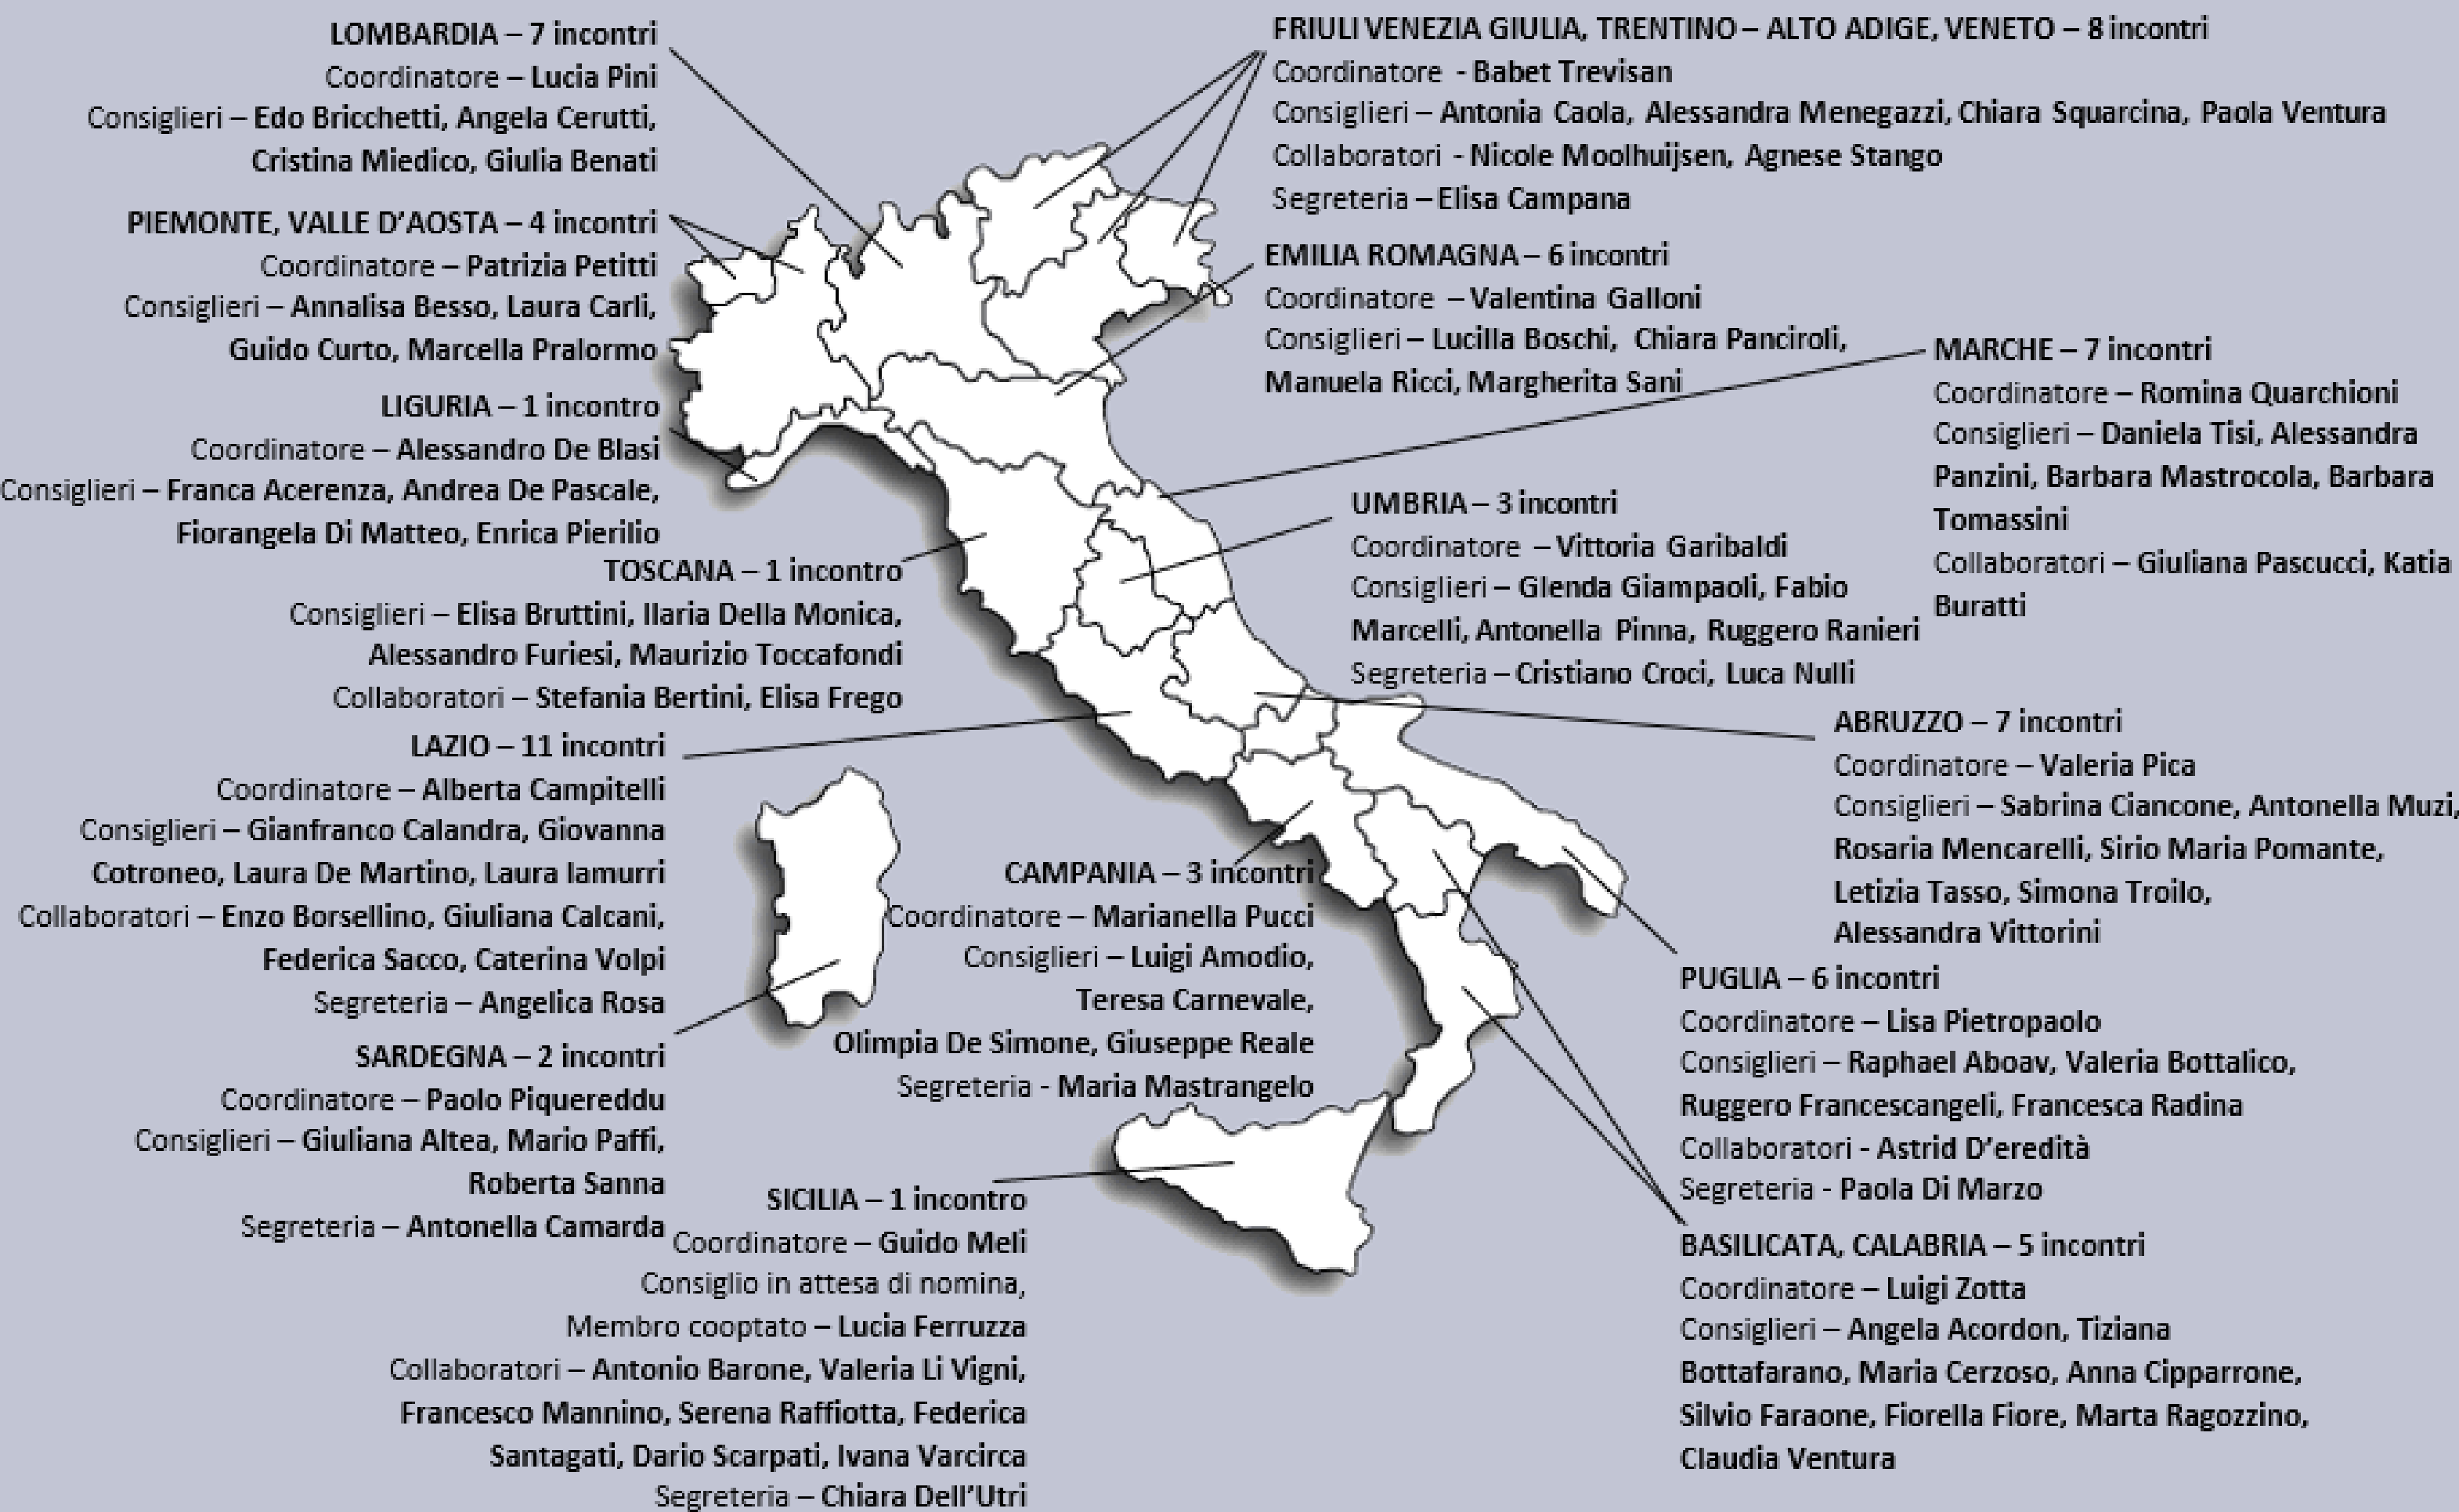 LOMBARDIA – 7 incontri
Coordinatore – Lucia Pini
Consiglieri – Edo Bricchetti, Angela Cerutti,
Cristina Miedico, Giulia Benati
PIEMONTE, VALLE D'AOSTA – 4 incontri
Coordinatore – Patrizia Petitti
Consiglieri – Annalisa Besso, Laura Carli,
Guido Curto, Marcella Pralormo
LIGURIA – 1 incontro
Coordinatore – Alessandro De Blasi
Consiglieri – Franca Acerenza, Andrea De Pascale,
Fiorangela Di Matteo, Enrica Pierilio
TOSCANA – 1 incontro
Consiglieri – Elisa Bruttini, Ilaria Della Monica,
Alessandro Furiesi, Maurizio Toccafondi
Collaboratori – Stefania Bertini, Elisa Frego
LAZIO – 11 incontri
Coordinatore – Alberta Campitelli
Consiglieri – Gianfranco Calandra, Giovanna
Cotroneo, Laura De Martino, Laura Iamurri
Collaboratori – Enzo Borsellino, Giuliana Calcani,
Federica Sacco, Caterina Volpi
Segreteria – Angelica Rosa
SARDEGNA – 2 incontri
Coordinatore – Paolo Piquereddu
Consiglieri – Giuliana Altea, Mario Paffi,
Roberta Sanna
Segreteria – Antonella Camarda
CAMPANIA – 3 incontri
Coordinatore – Marianella Pucci
Consiglieri – Luigi Amodio,
Teresa Carnevale,
Olimpia De Simone, Giuseppe Reale
Segreteria - Maria Mastrangelo
SICILIA – 1 incontro
Coordinatore – Guido Meli
Consiglio in attesa di nomina,
Membro cooptato – Lucia Ferruzza
Collaboratori – Antonio Barone, Valeria Li Vigni,
Francesco Mannino, Serena Raffiotta, Federica
Santagati, Dario Scarpati, Ivana Varcirca
Segreteria – Chiara Dell'Utri
FRIULI VENEZIA GIULIA, TRENTINO – ALTO ADIGE, VENETO – 8 incontri
Coordinatore - Babet Trevisan
Consiglieri – Antonia Caola, Alessandra Menegazzi, Chiara Squarcina, Paola Ventura
Collaboratori - Nicole Moolhuijsen, Agnese Stango
Segreteria – Elisa Campana
EMILIA ROMAGNA – 6 incontri
Coordinatore – Valentina Galloni
Consiglieri – Lucilla Boschi, Chiara Panciroli,
Manuela Ricci, Margherita Sani
MARCHE – 7 incontri
Coordinatore – Romina Quarchioni
Consiglieri – Daniela Tisi, Alessandra
Panzini, Barbara Mastrocola, Barbara
Tomassini
Collaboratori – Giuliana Pascucci, Katia
Buratti
UMBRIA – 3 incontri
Coordinatore – Vittoria Garibaldi
Consiglieri – Glenda Giampaoli, Fabio
Marcelli, Antonella Pinna, Ruggero Ranieri
Segreteria – Cristiano Croci, Luca Nulli
ABRUZZO – 7 incontri
Coordinatore – Valeria Pica
Consiglieri – Sabrina Ciancone, Antonella Muzi,
Rosaria Mencarelli, Sirio Maria Pomante,
Letizia Tasso, Simona Troilo,
Alessandra Vittorini
PUGLIA – 6 incontri
Coordinatore – Lisa Pietropaolo
Consiglieri – Raphael Aboav, Valeria Bottalico,
Ruggero Francescangeli, Francesca Radina
Collaboratori - Astrid D'eredità
Segreteria - Paola Di Marzo
BASILICATA, CALABRIA – 5 incontri
Coordinatore – Luigi Zotta
Consiglieri – Angela Acordon, Tiziana
Bottafarano, Maria Cerzoso, Anna Cipparrone,
Silvio Faraone, Fiorella Fiore, Marta Ragozzino,
Claudia Ventura